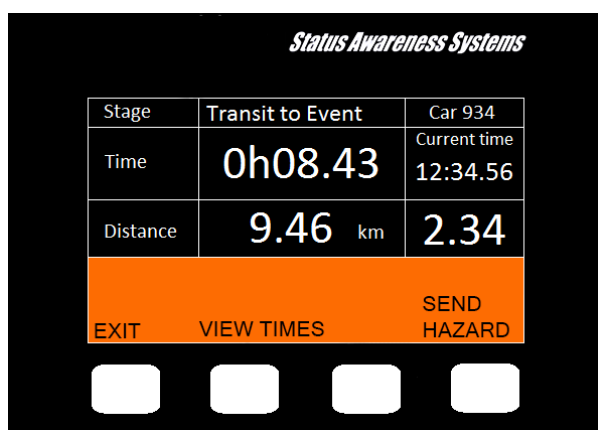 Status Awareness Systems
Stage Transit to Event Car 934
Time 0h08.43 Current time
12:34.56
Distance 9.46 km 2.34
EXIT VIEW TIMES SEND
HAZARD